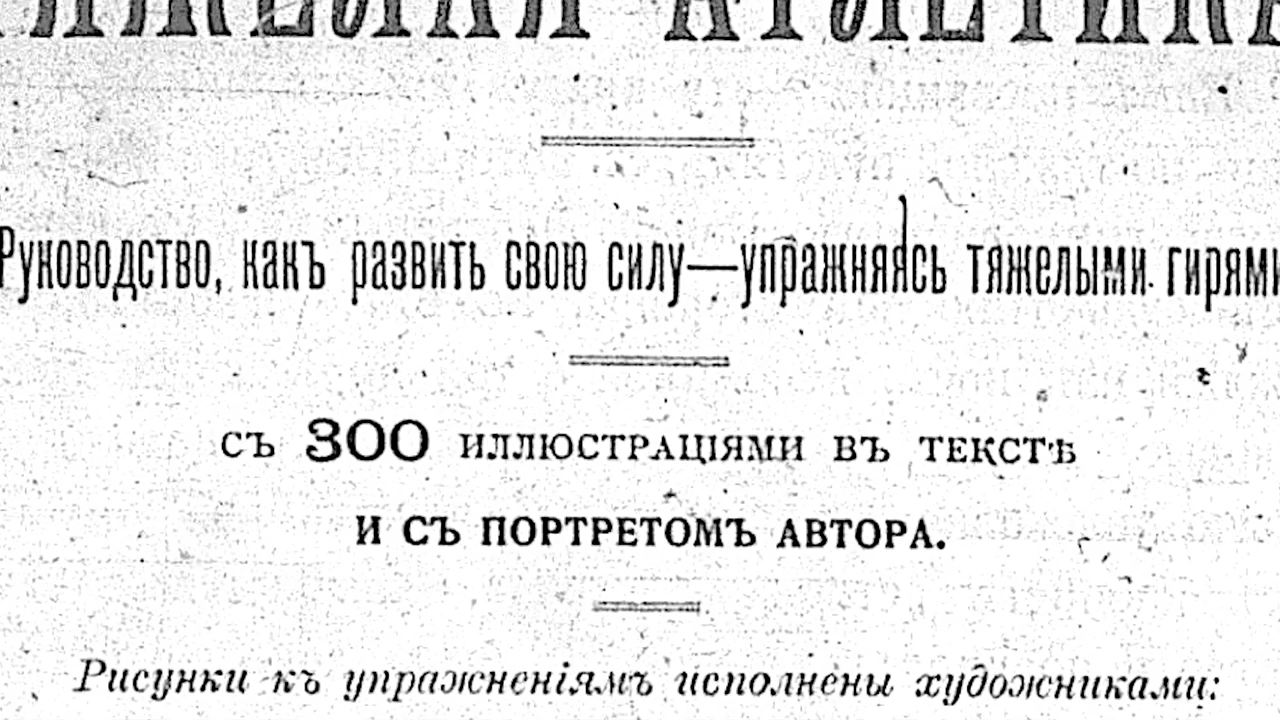 Руководство, какъ развить свою силу—упражняясь тяжелыми гирями
съ 300 иллюстраціями въ текстѣ
и съ портретомъ автора.
Рисунки къ упражненіямъ исполнены художниками: